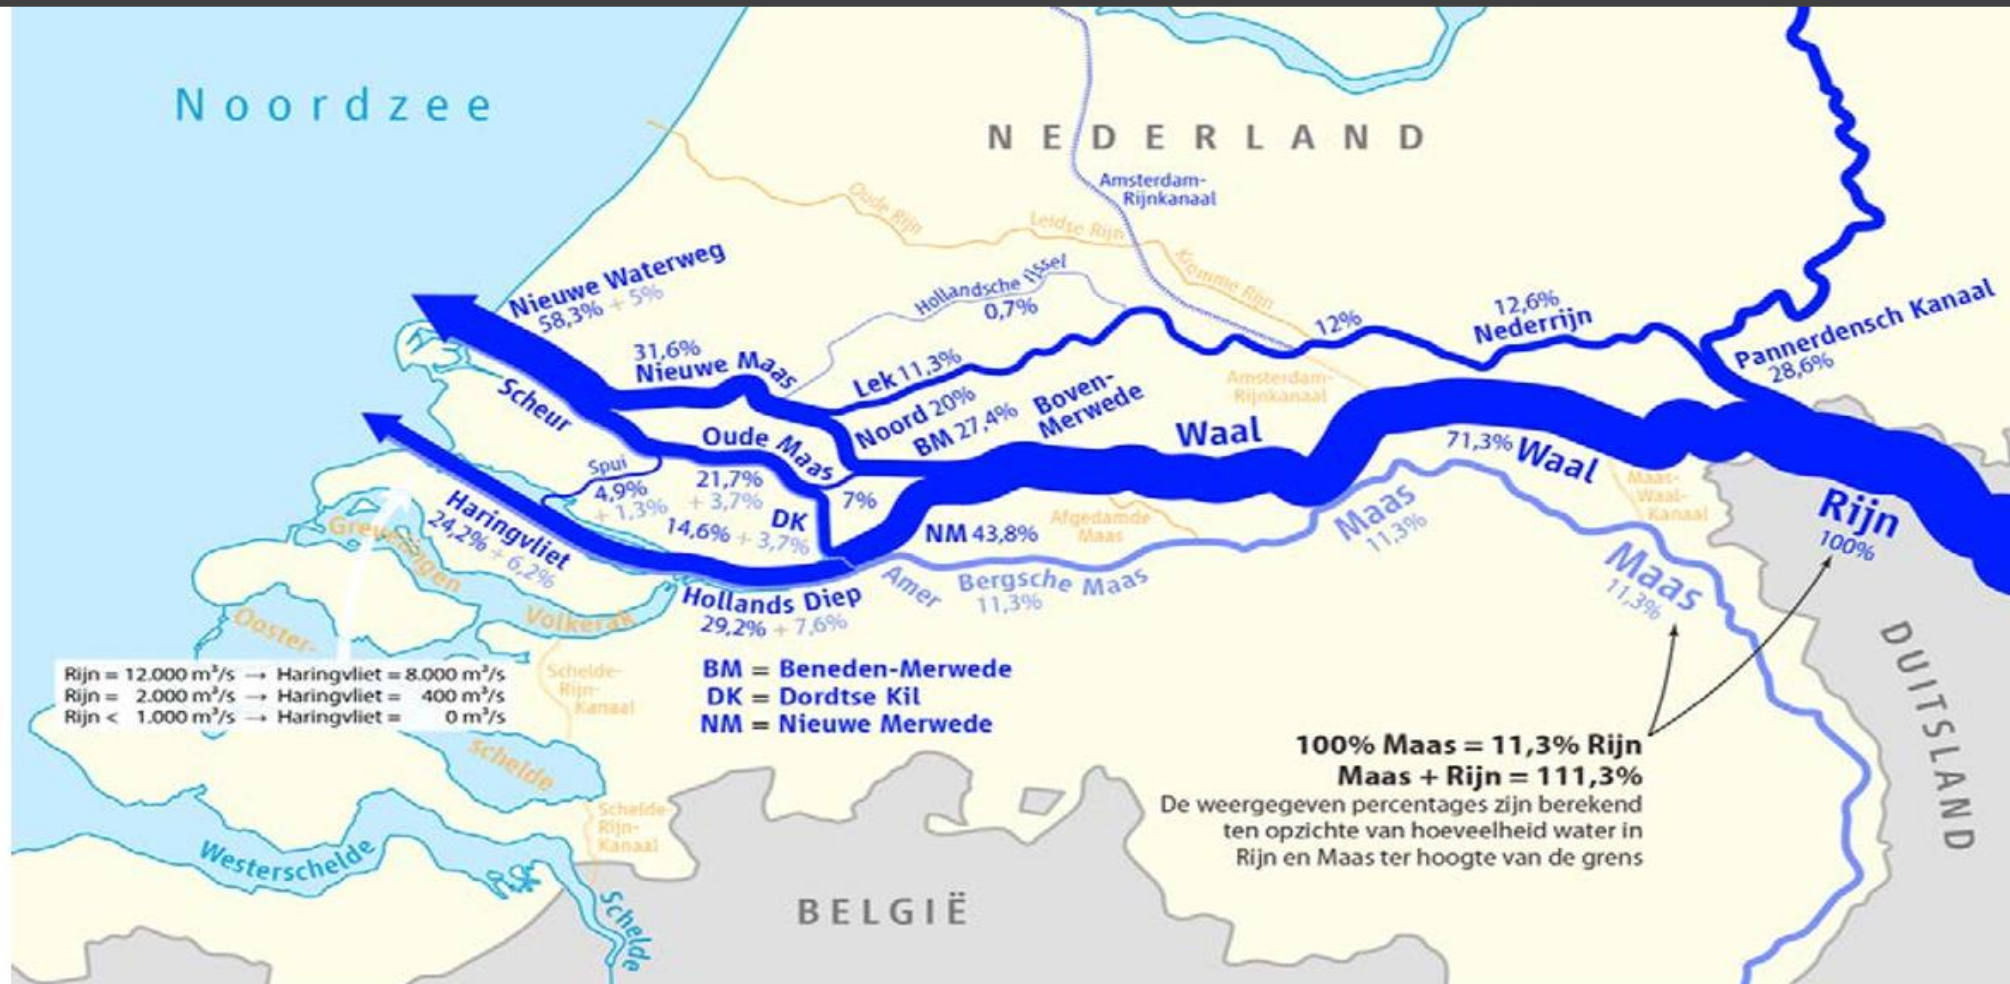 Noordzee
NEDERLAND
Amsterdam-
Rijnkanaal
Oude Rijn
Leidse Rijn
Kromme Rijn
Nieuwe Waterweg
58,3% + 5%
Hollandsche IJssel
0,7%
12%
12,6%
Nederrijn
Pannerdensch Kanaal
28,6%
31,6%
Nieuwe Maas
Lek 11,3%
Noord 20%
BM 27,4%
Boven-
Merwede
Amsterdam-
Rijnkanaal
Scheur
Oude Maas
21,7%
+ 3,7%
Waal
71,3% Waal
Spui
4,9%
+ 1,3%
7%
DK
14,6% + 3,7%
Haringvliet
24,2% + 6,2%
NM 43,8%
Afgedamde
Maas
Maas
11,3%
Maas-
Waal-
Kanaal
Rijn
100%
Grevelingen
Volkerak
Ooster-
schelde
Hollands Diep
29,2% + 7,6%
Amer
Bergsche Maas
11,3%
Maas
11,3%
DUITSLAND
Rijn = 12.000 m³/s → Haringvliet = 8.000 m³/s
Rijn = 2.000 m³/s → Haringvliet = 400 m³/s
Rijn < 1.000 m³/s → Haringvliet = 0 m³/s
Schelde-
Rijn-
Kanaal
BM = Beneden-Merwede
DK = Dordtse Kil
NM = Nieuwe Merwede
100% Maas = 11,3% Rijn
Maas + Rijn = 111,3%
De weergegeven percentages zijn berekend
ten opzichte van hoeveelheid water in
Rijn en Maas ter hoogte van de grens
Schelde-
Rijn-
Kanaal
Westerschelde
Schelde
BELGIË